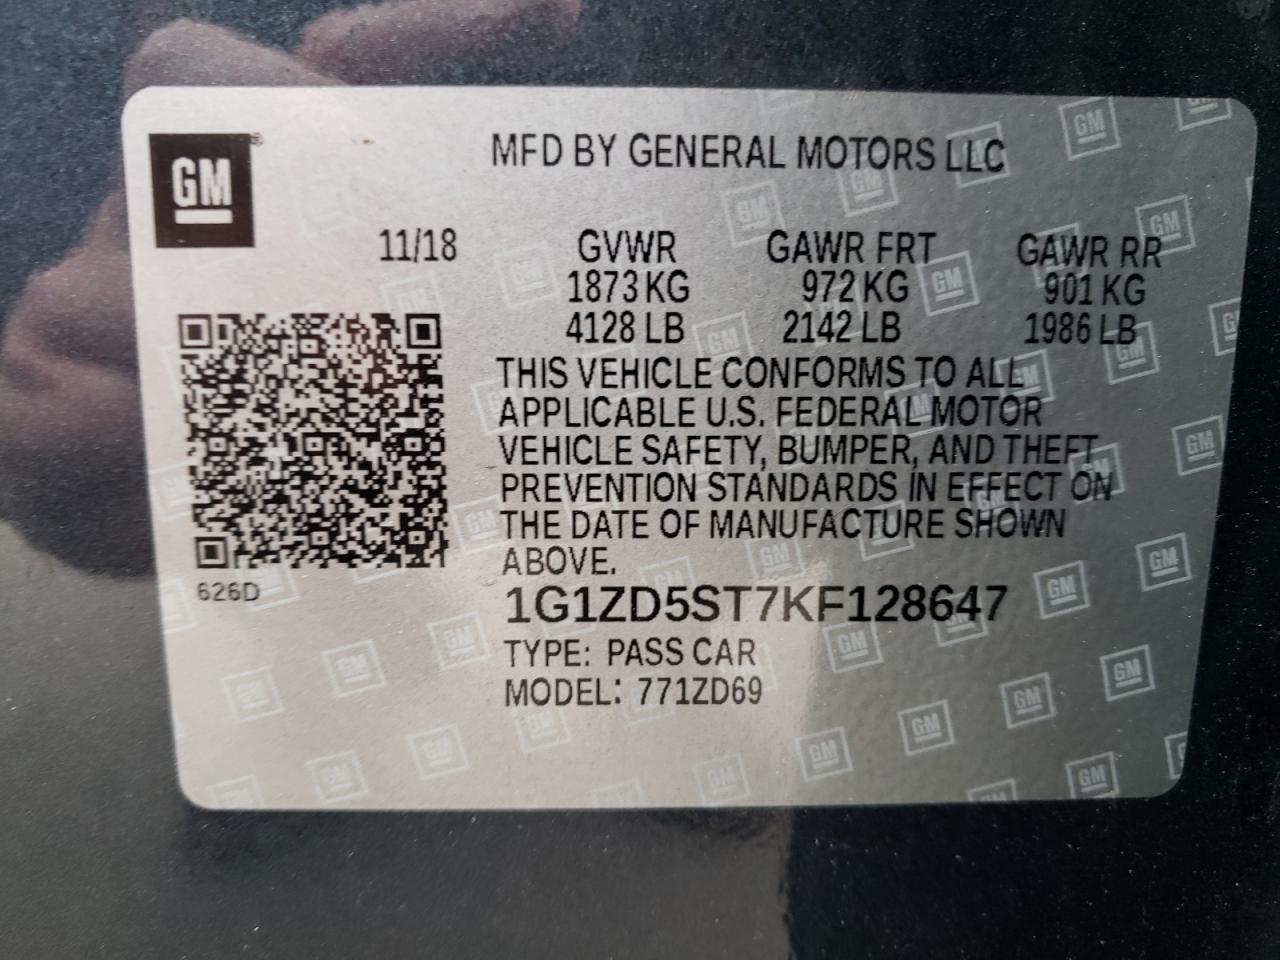 GM
MFD BY GENERAL MOTORS LLC
11/18 GVWR GAWR FRT GAWR RR
1873 KG 972 KG 901 KG
4128 LB 2142 LB 1986 LB
THIS VEHICLE CONFORMS TO ALL
APPLICABLE U.S. FEDERAL MOTOR
VEHICLE SAFETY, BUMPER, AND THEFT
PREVENTION STANDARDS IN EFFECT ON
THE DATE OF MANUFACTURE SHOWN
ABOVE.
626D
1G1ZD5ST7KF128647
TYPE: PASS CAR
MODEL: 771ZD69